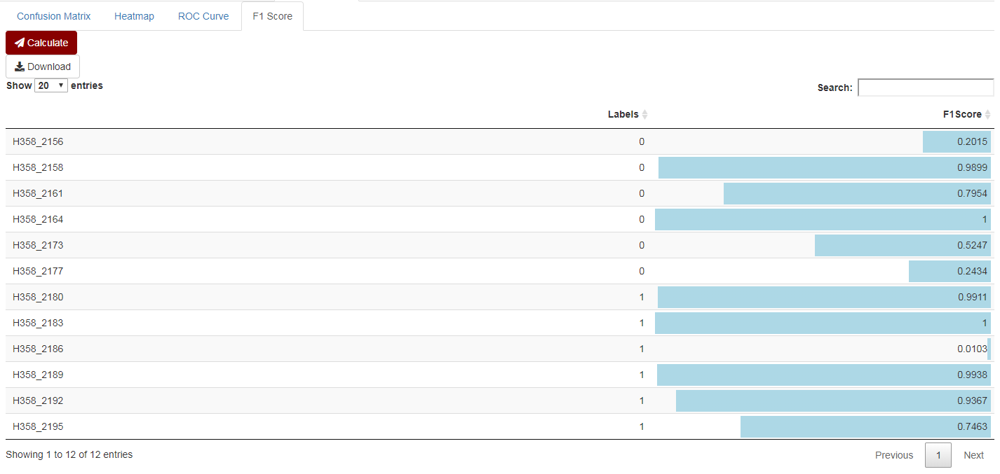 Confusion Matrix Heatmap ROC Curve F1 Score
Calculate
Download
Show 20 entries Search:
Labels F1Score
H358_2156 0 0.2015
H358_2158 0 0.9899
H358_2161 0 0.7954
H358_2164 0 1
H358_2173 0 0.5247
H358_2177 0 0.2434
H358_2180 1 0.9911
H358_2183 1 1
H358_2186 1 0.0103
H358_2189 1 0.9938
H358_2192 1 0.9367
H358_2195 1 0.7463
Showing 1 to 12 of 12 entries Previous 1 Next